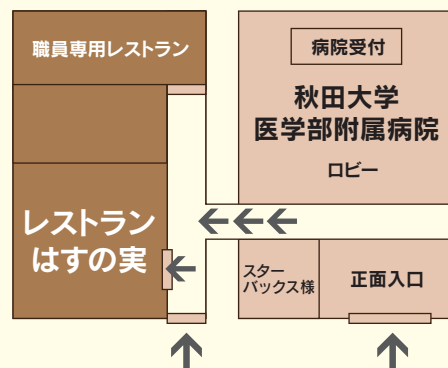 職員専用レストラン
病院受付
秋田大学
医学部附属病院
ロビー
レストラン
はすの実
スター
バックス様
正面入口